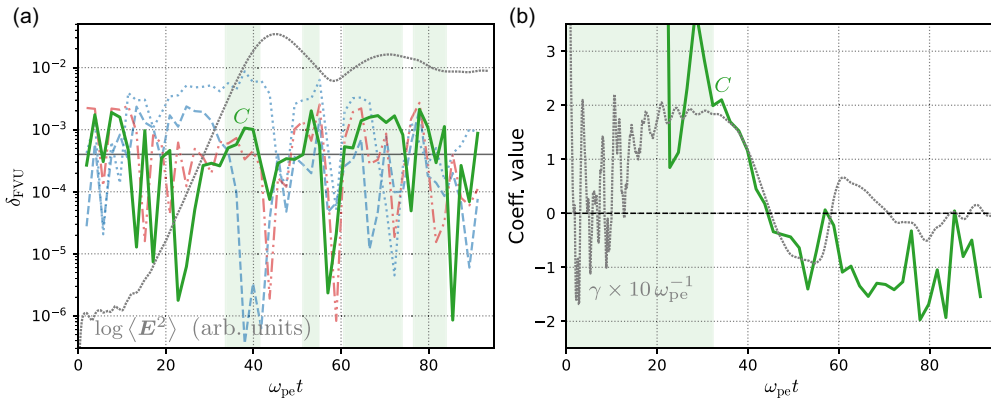 (a)
(b)
δ_FVU
10⁻²
10⁻³
10⁻⁴
10⁻⁵
10⁻⁶
C
log ⟨E²⟩ (arb. units)
0 20 40 60 80
ω_pe t
Coeff. value
3
2
1
0
−1
−2
C
γ × 10 ω_pe⁻¹
0 20 40 60 80
ω_pe t